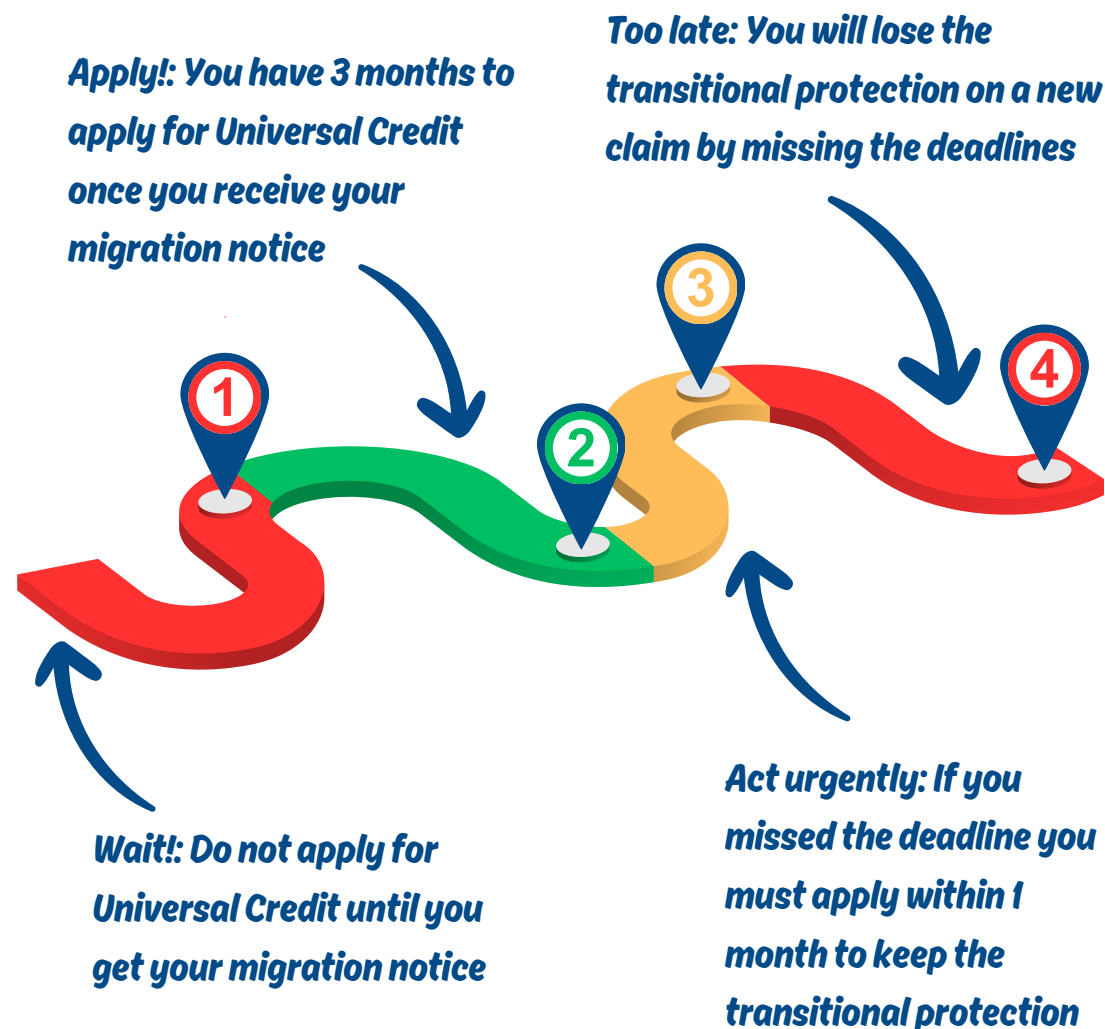 Apply!: You have 3 months to
apply for Universal Credit
once you receive your
migration notice
Too late: You will lose the
transitional protection on a new
claim by missing the deadlines
1
2
3
4
Wait!: Do not apply for
Universal Credit until you
get your migration notice
Act urgently: If you
missed the deadline you
must apply within 1
month to keep the
transitional protection